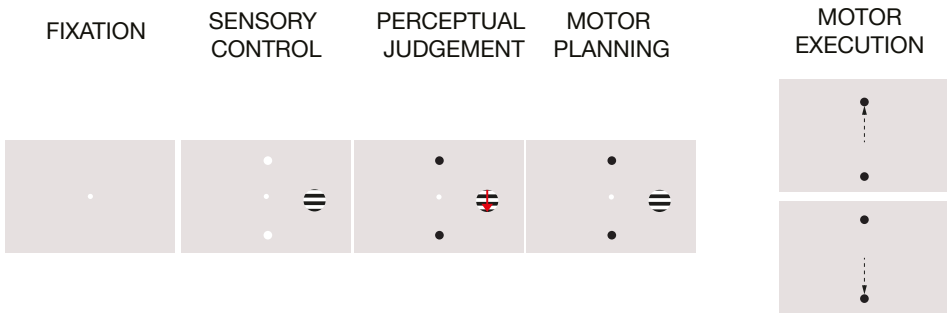 FIXATION
SENSORY
CONTROL
PERCEPTUAL
JUDGEMENT
MOTOR
PLANNING
MOTOR
EXECUTION